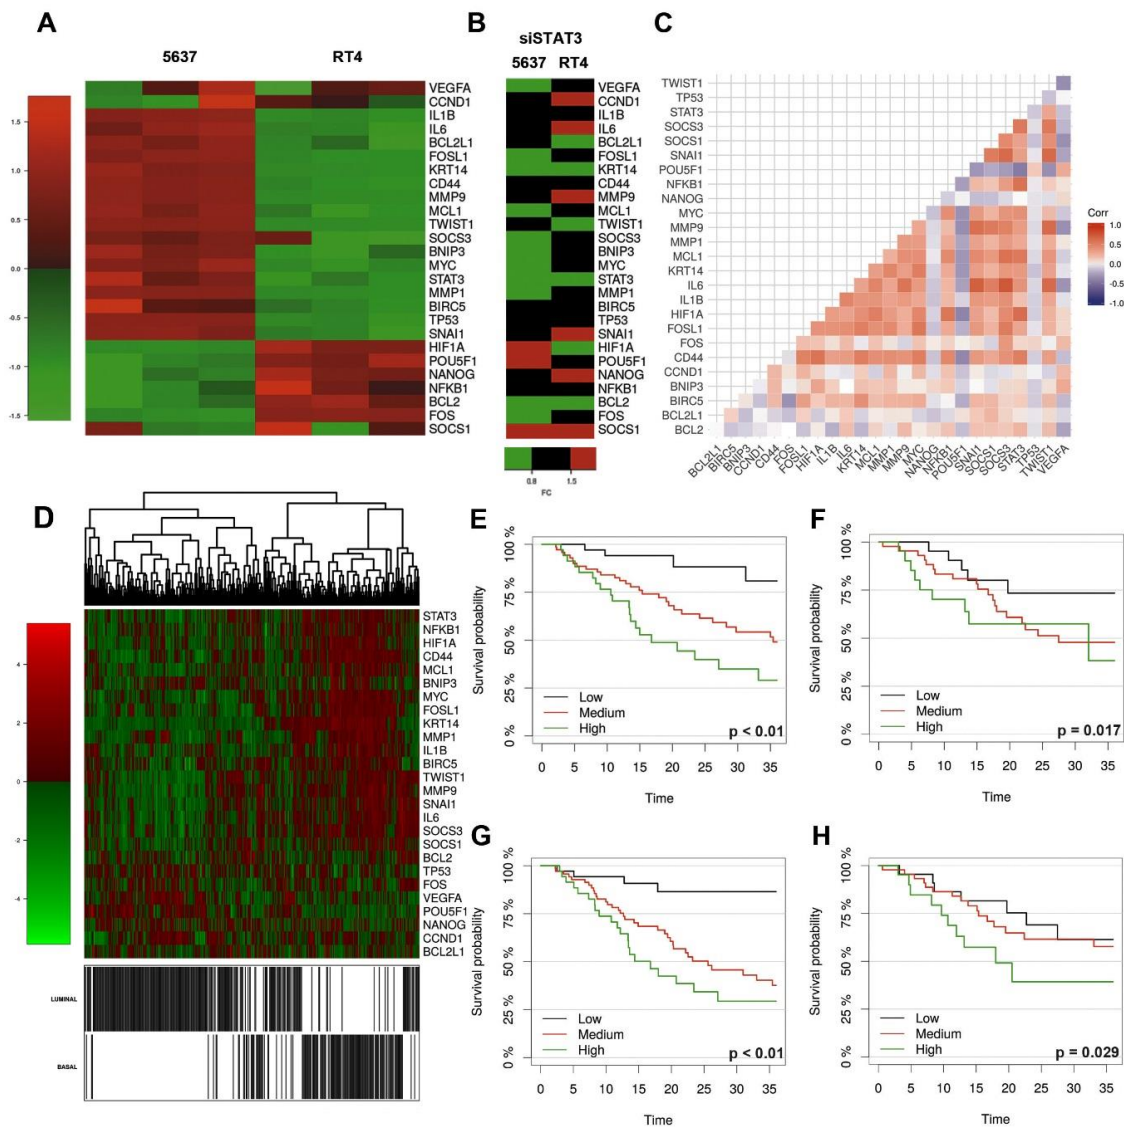 A
5637
RT4
1.5
1.0
0.5
0.0
-0.5
-1.0
-1.5
VEGFA
CCND1
IL1B
IL6
BCL2L1
FOSL1
KRT14
CD44
MMP9
MCL1
TWIST1
SOCS3
BNIP3
MYC
STAT3
MMP1
BIRC5
TP53
SNAI1
HIF1A
POU5F1
NANOG
NFKB1
BCL2
FOS
SOCS1
B
siSTAT3
5637 RT4
VEGFA
CCND1
IL1B
IL6
BCL2L1
FOSL1
KRT14
CD44
MMP9
MCL1
TWIST1
SOCS3
BNIP3
MYC
STAT3
MMP1
BIRC5
TP53
SNAI1
HIF1A
POU5F1
NANOG
NFKB1
BCL2
FOS
SOCS1
0.8 1.5
FC
C
TWIST1
TP53
STAT3
SOCS3
SOCS1
SNAI1
POU5F1
NFKB1
NANOG
MYC
MMP9
MMP1
MCL1
KRT14
IL6
IL1B
HIF1A
FOSL1
FOS
CD44
CCND1
BNIP3
BIRC5
BCL2L1
BCL2
BCL2L1
BIRC5
BNIP3
CCND1
CD44
FOS
FOSL1
HIF1A
IL1B
IL6
KRT14
MCL1
MMP1
MMP9
MYC
NANOG
NFKB1
POU5F1
SNAI1
SOCS1
SOCS3
STAT3
TP53
TWIST1
VEGFA
Corr
1.0
0.5
0.0
-0.5
-1.0
D
4
2
0
-2
-4
STAT3
NFKB1
HIF1A
CD44
MCL1
BNIP3
MYC
FOSL1
KRT14
MMP1
IL1B
BIRC5
TWIST1
MMP9
SNAI1
IL6
SOCS3
SOCS1
BCL2
TP53
FOS
VEGFA
POU5F1
NANOG
CCND1
BCL2L1
LUMINAL
BASAL
E
Survival probability
100 %
75 %
50 %
25 %
0 %
Low
Medium
High
p < 0.01
0 5 10 15 20 25 30 35
Time
F
Survival probability
100 %
75 %
50 %
25 %
0 %
Low
Medium
High
p = 0.017
0 5 10 15 20 25 30 35
Time
G
Survival probability
100 %
75 %
50 %
25 %
0 %
Low
Medium
High
p < 0.01
0 5 10 15 20 25 30 35
Time
H
Survival probability
100 %
75 %
50 %
25 %
0 %
Low
Medium
High
p = 0.029
0 5 10 15 20 25 30 35
Time